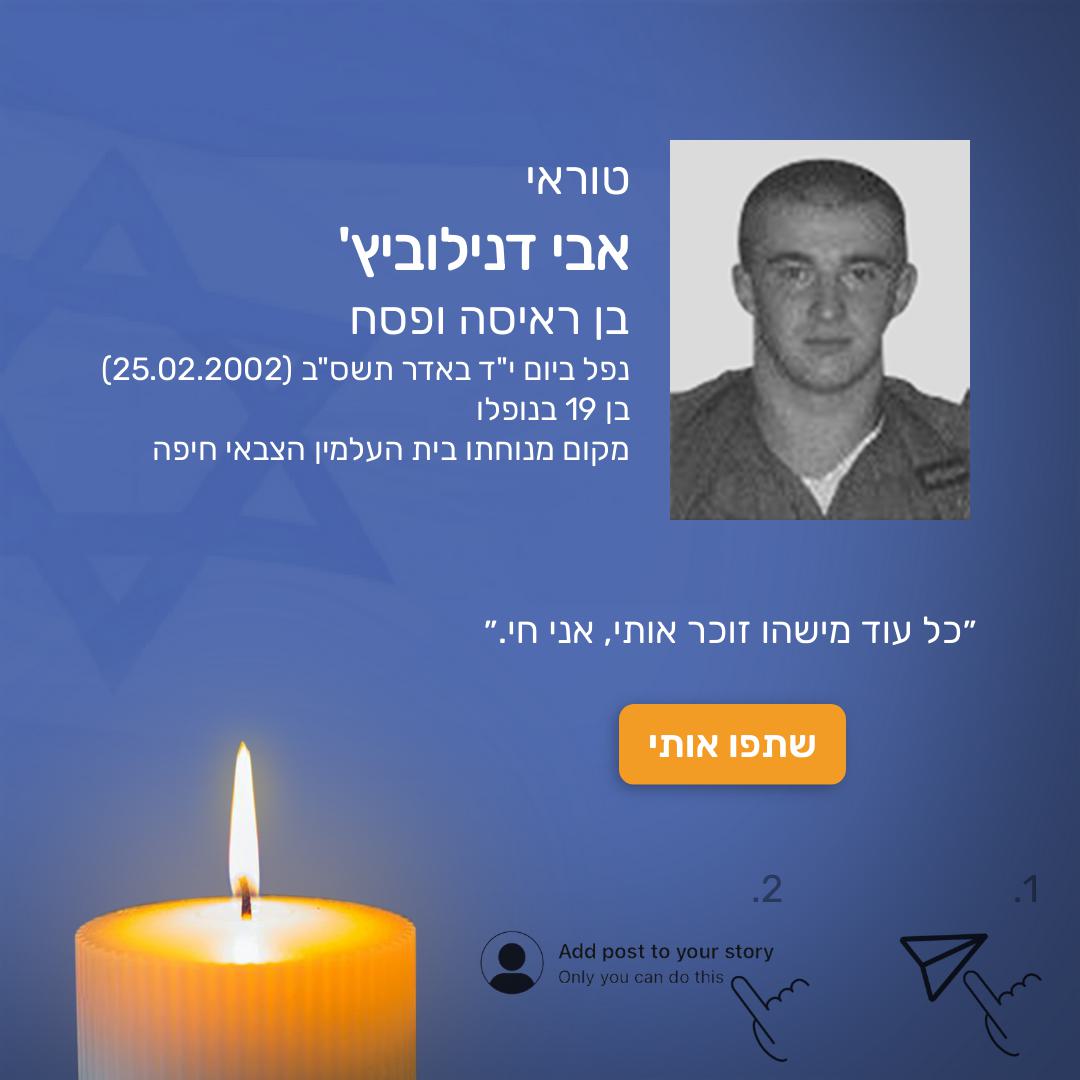 טוראי
אבי דנילוביץ'
בן ראיסה ופסח
נפל ביום י"ד באדר תשס"ב (25.02.2002)
בן 19 בנופלו
מקום מנוחתו בית העלמין הצבאי חיפה
״כל עוד מישהו זוכר אותי, אני חי.״
שתפו אותי
1.
2.
Add post to your story
Only you can do this